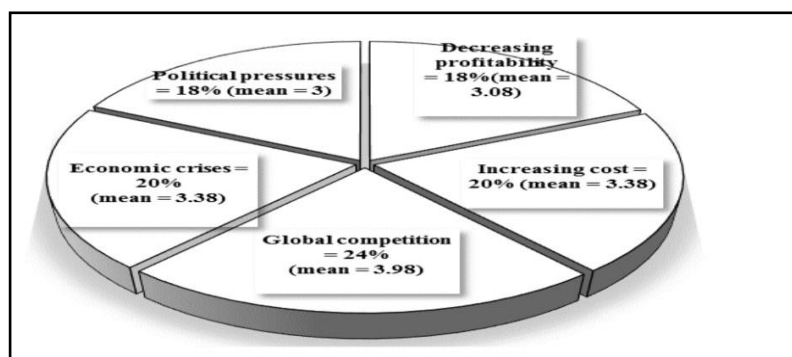 Decreasing
profitability
= 18%(mean =
3.08)
Political pressures
= 18% (mean = 3)
Economic crises =
20%
(mean = 3.38)
Increasing cost =
20% (mean = 3.38)
Global competition
= 24%
(mean = 3.98)